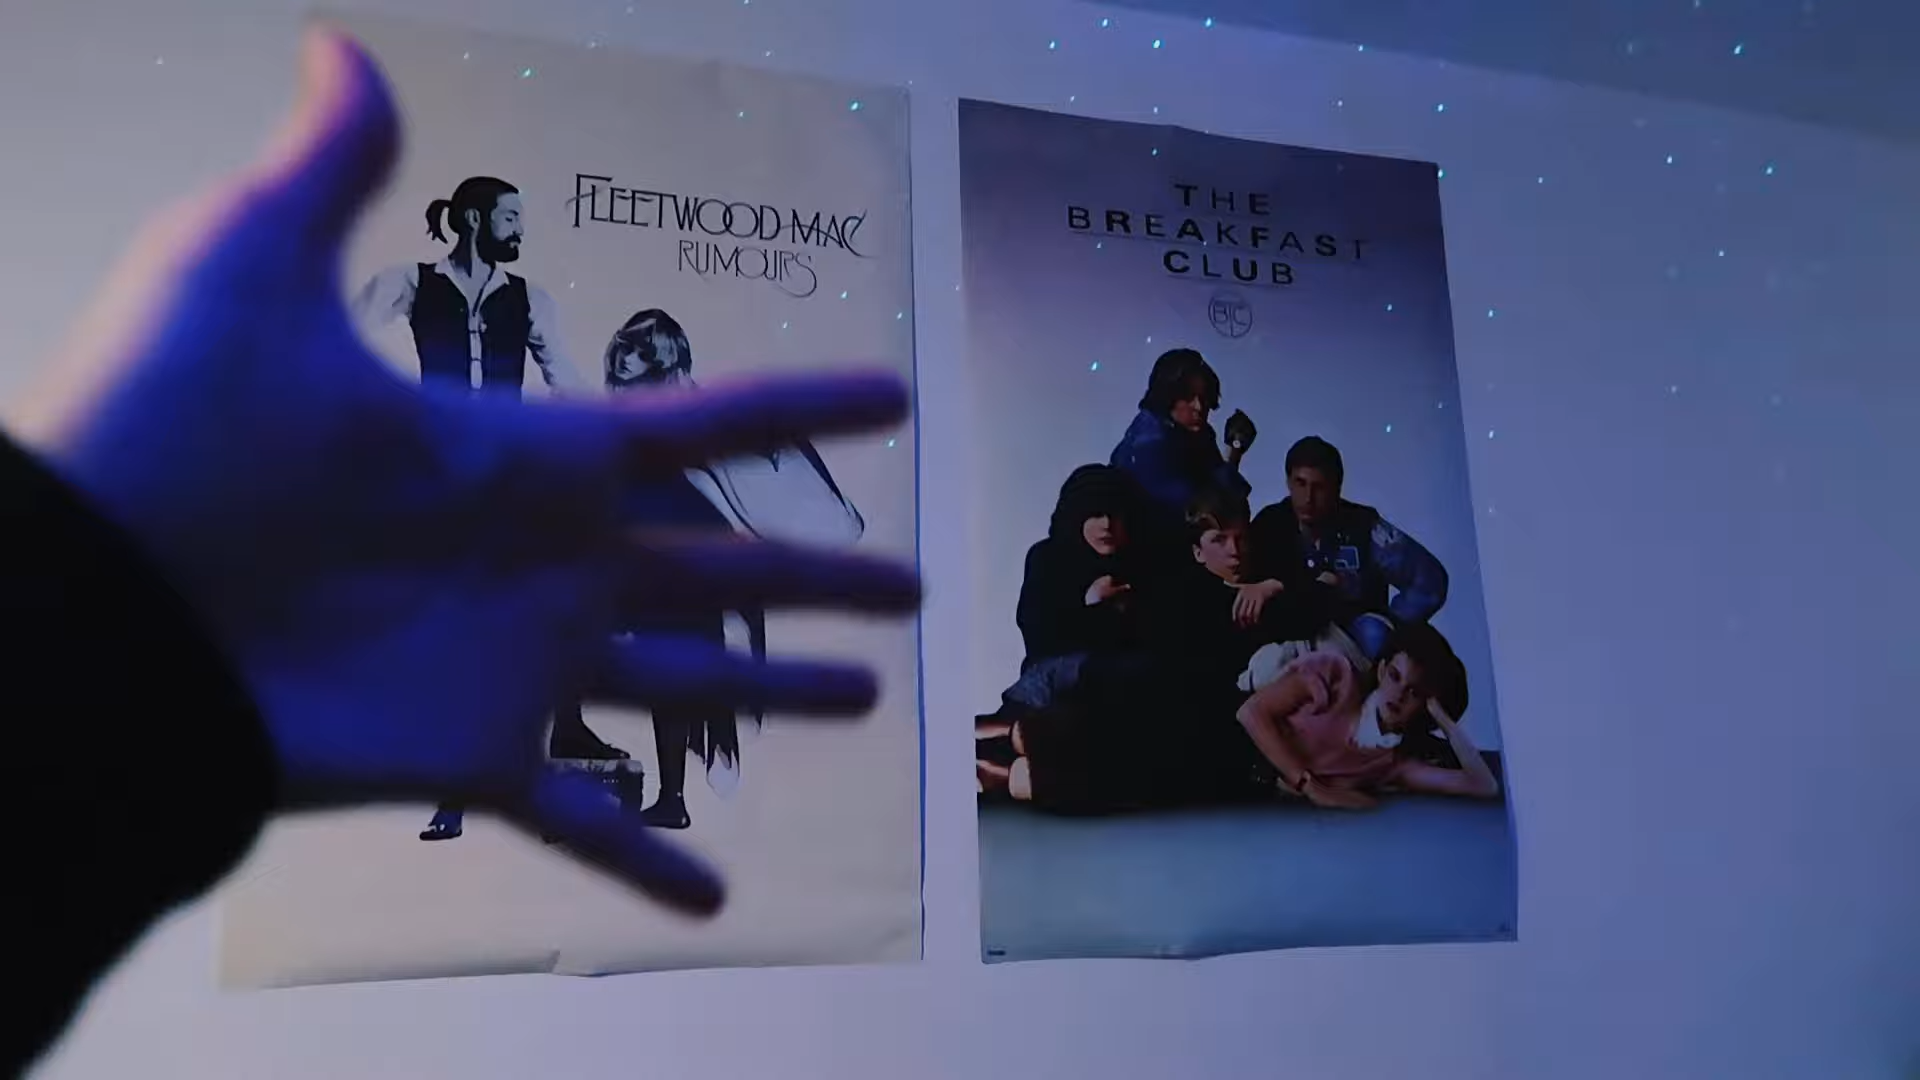 FLEETWOOD MAC
RUMOURS
THE
BREAKFAST
CLUB
BC